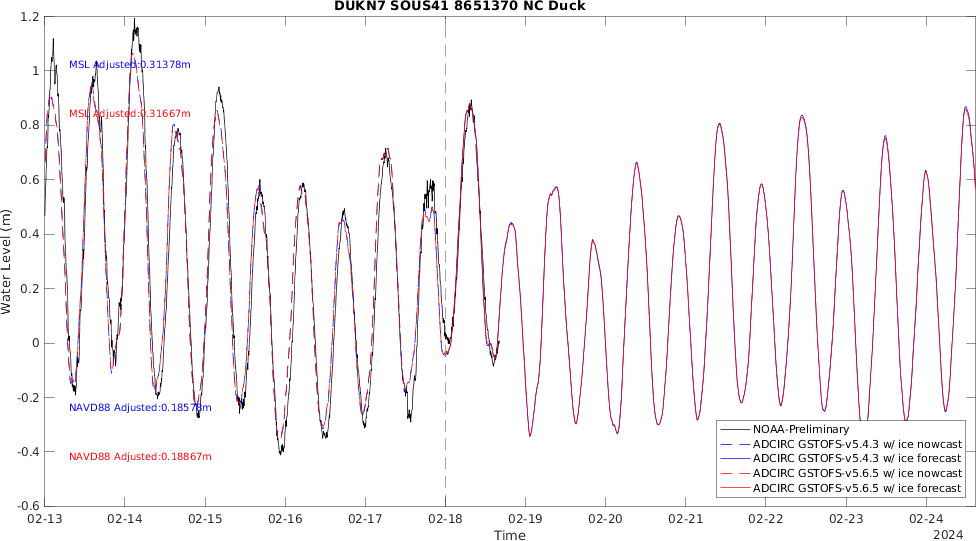 DUKN7 SOUS41 8651370 NC Duck
1.2
1
0.8
0.6
0.4
0.2
0
-0.2
-0.4
-0.6
Water Level (m)
MSL Adjusted:0.31378m
MSL Adjusted:0.31667m
NAVD88 Adjusted:0.18578m
NAVD88 Adjusted:0.18867m
NOAA-Preliminary
ADCIRC GSTOFS-v5.4.3 w/ ice nowcast
ADCIRC GSTOFS-v5.4.3 w/ ice forecast
ADCIRC GSTOFS-v5.6.5 w/ ice nowcast
ADCIRC GSTOFS-v5.6.5 w/ ice forecast
02-13 02-14 02-15 02-16 02-17 02-18 02-19 02-20 02-21 02-22 02-23 02-24
Time
2024